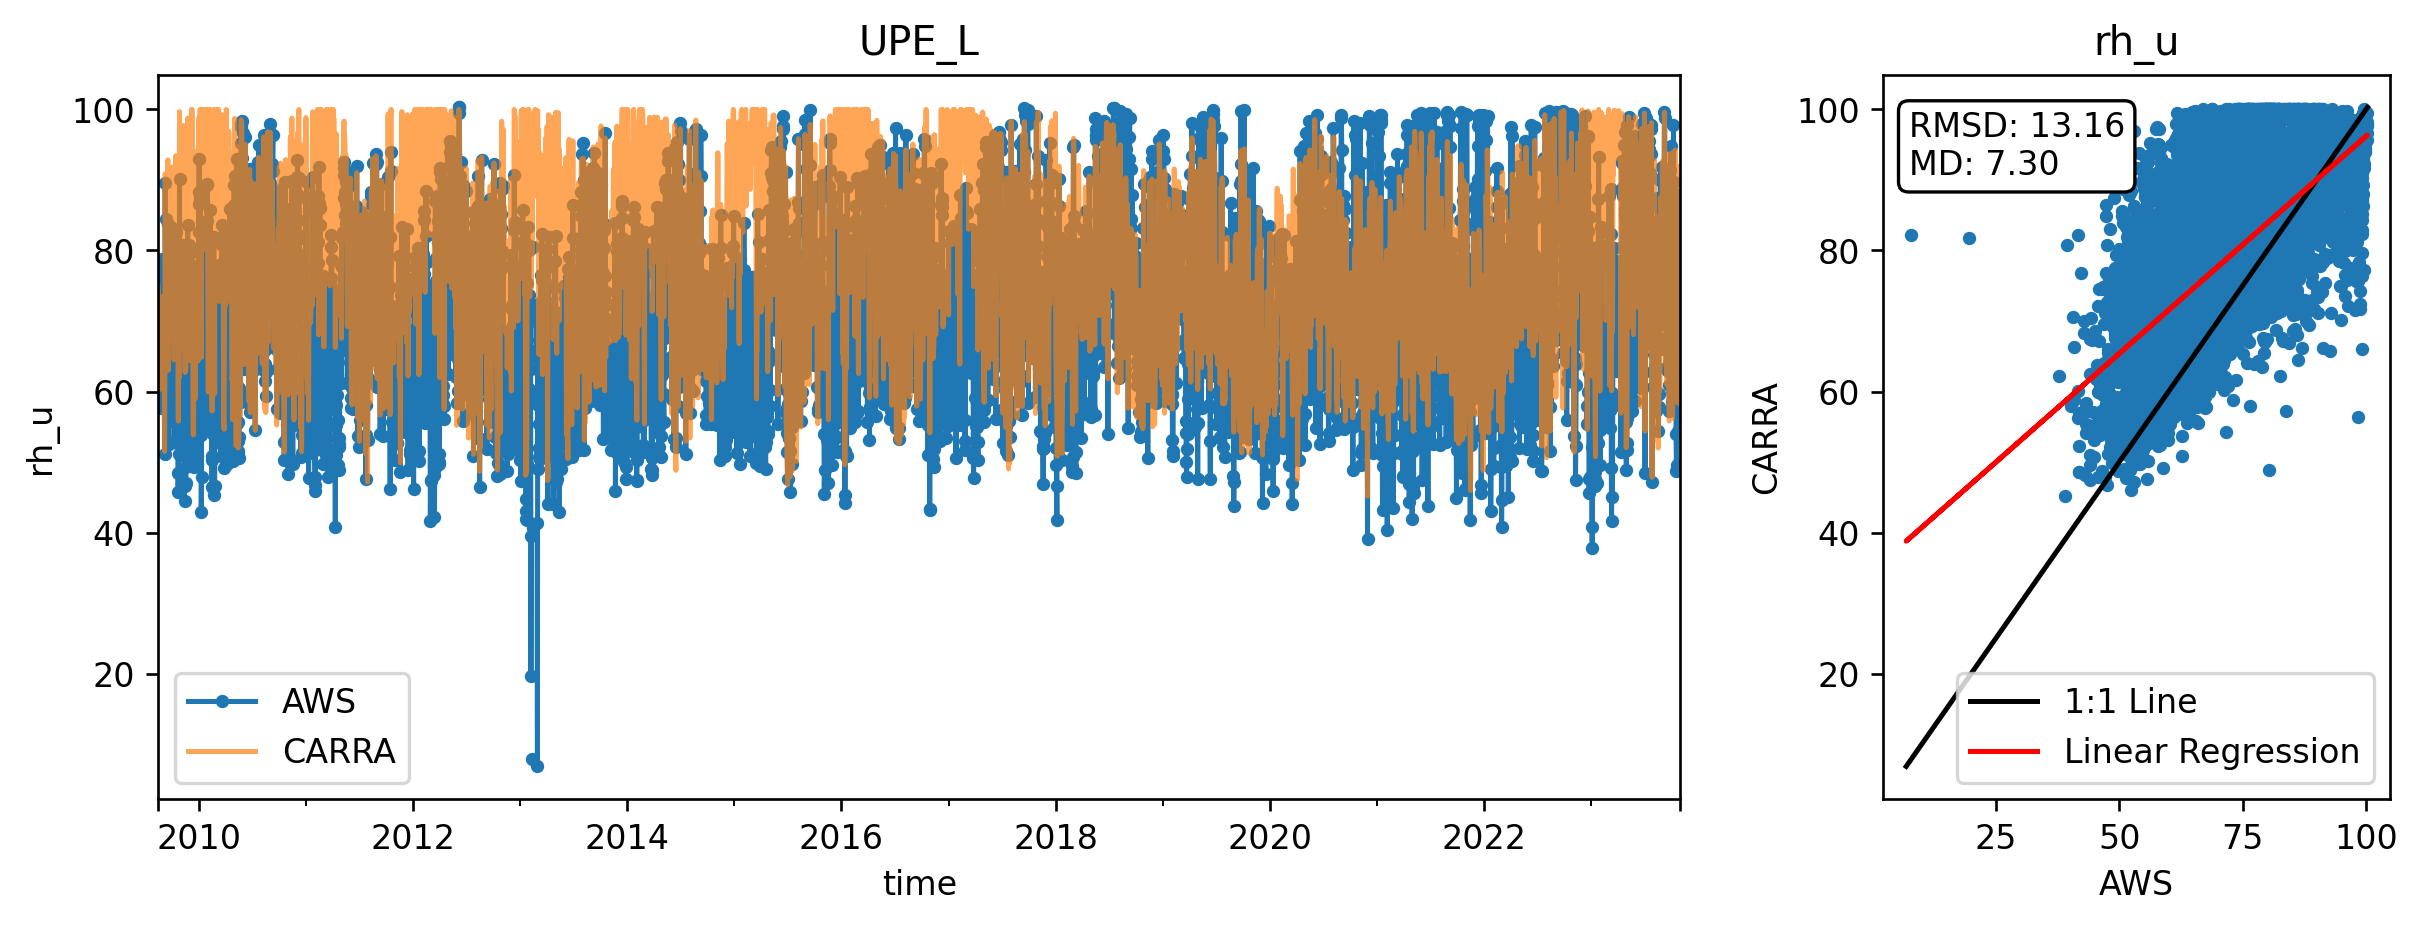 UPE_L
100
80
60
40
20
rh_u
AWS
CARRA
2010 2012 2014 2016 2018 2020 2022
time
rh_u
100
80
60
40
20
CARRA
RMSD: 13.16
MD: 7.30
1:1 Line
Linear Regression
25 50 75 100
AWS